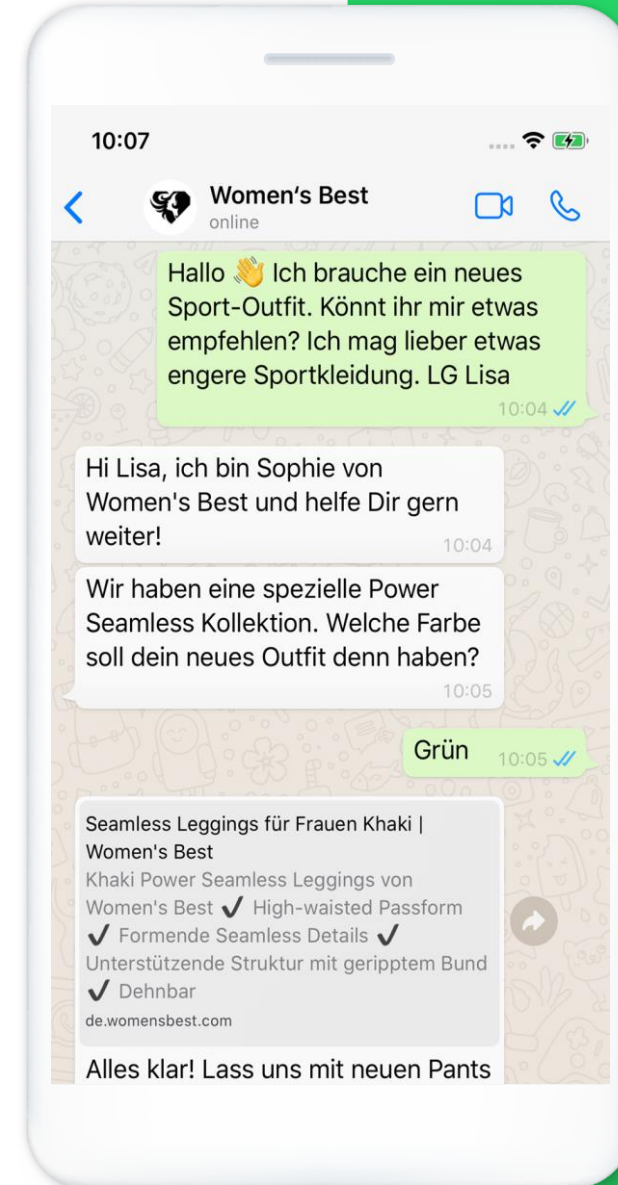 10:07
Women‘s Best
online
Hallo 👋 Ich brauche ein neues
Sport-Outfit. Könnt ihr mir etwas
empfehlen? Ich mag lieber etwas
engere Sportkleidung. LG Lisa
10:04
Hi Lisa, ich bin Sophie von
Women's Best und helfe Dir gern
weiter!
10:04
Wir haben eine spezielle Power
Seamless Kollektion. Welche Farbe
soll dein neues Outfit denn haben?
10:05
Grün
10:05
Seamless Leggings für Frauen Khaki |
Women's Best
Khaki Power Seamless Leggings von
Women's Best ✔ High-waisted Passform
✔ Formende Seamless Details ✔
Unterstützende Struktur mit geripptem Bund
✔ Dehnbar
de.womensbest.com
Alles klar! Lass uns mit neuen Pants